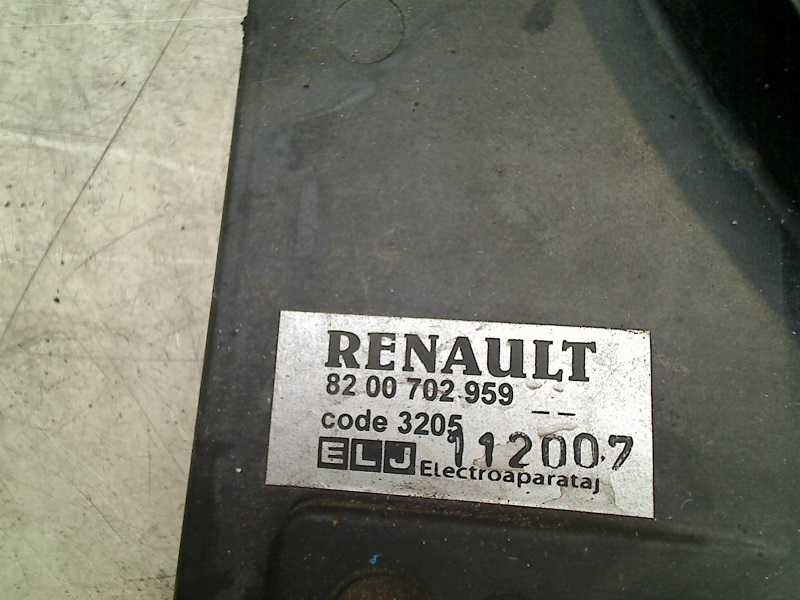 RENAULT
82 00 702 959 _ _
code 3205
112007
ELJ Electroaparataj